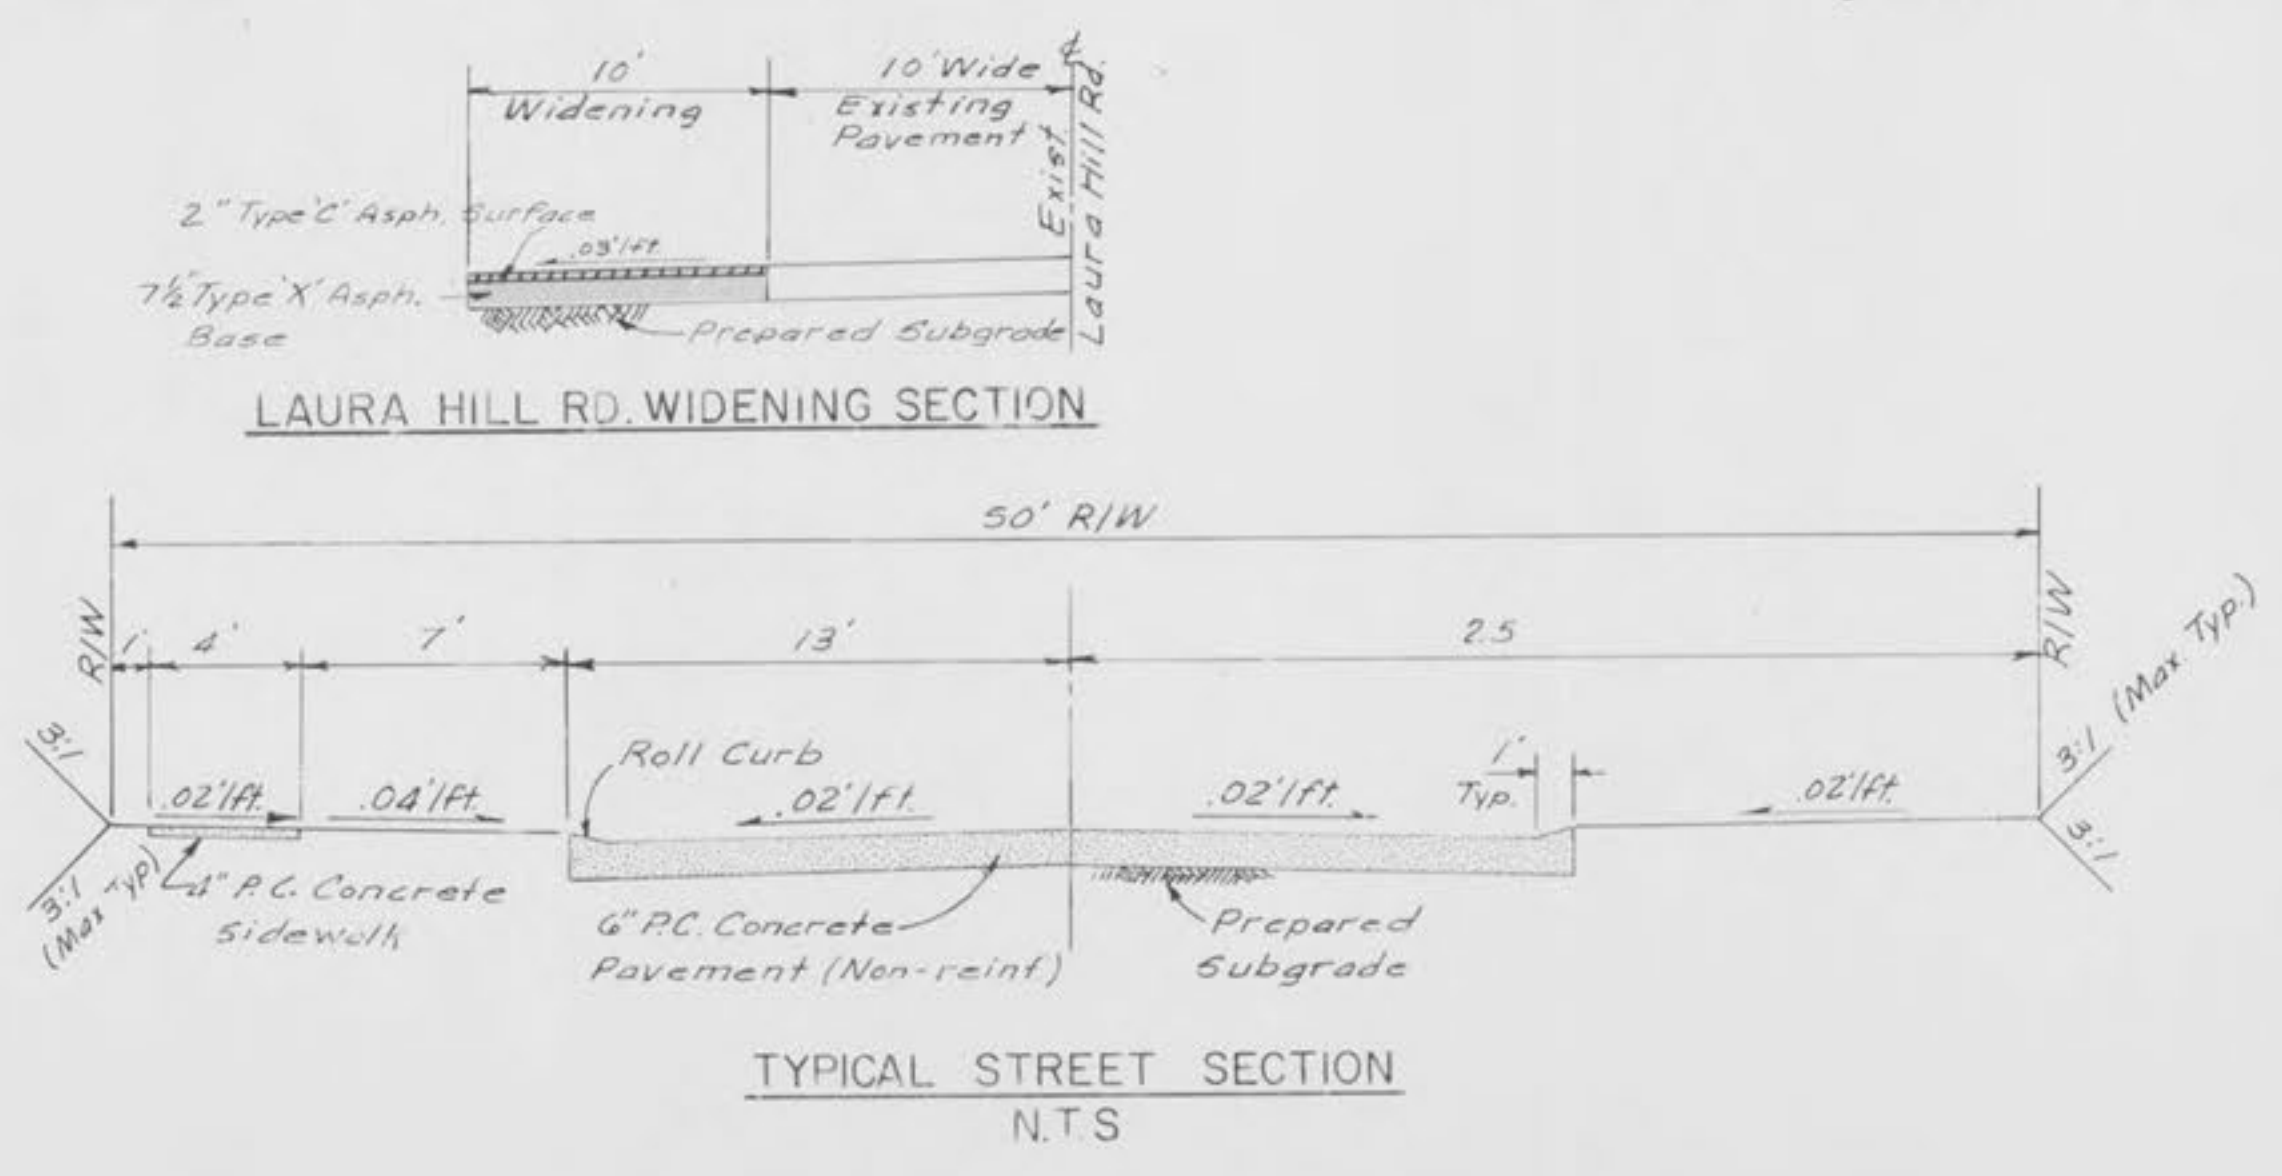 10' 10' Wide ℄
Widening Existing
Pavement
Exist.
Laura Hill Rd.
2" Type 'C' Asph. Surface
.03'/ft.
7½" Type 'X' Asph.
Base
Prepared Subgrade
LAURA HILL RD. WIDENING SECTION
50' R/W
R/W
R/W
1' 4' 7' 13' 25
3:1
3:1 (Max. Typ.)
Roll Curb
1'
Typ.
.02'/ft. .04'/ft. .02'/ft. .02'/ft. .02'/ft.
3:1
(Max Typ)
3:1
4" P.C. Concrete
Sidewalk
6" P.C. Concrete
Pavement (Non-reinf)
Prepared
Subgrade
TYPICAL STREET SECTION
N.T.S